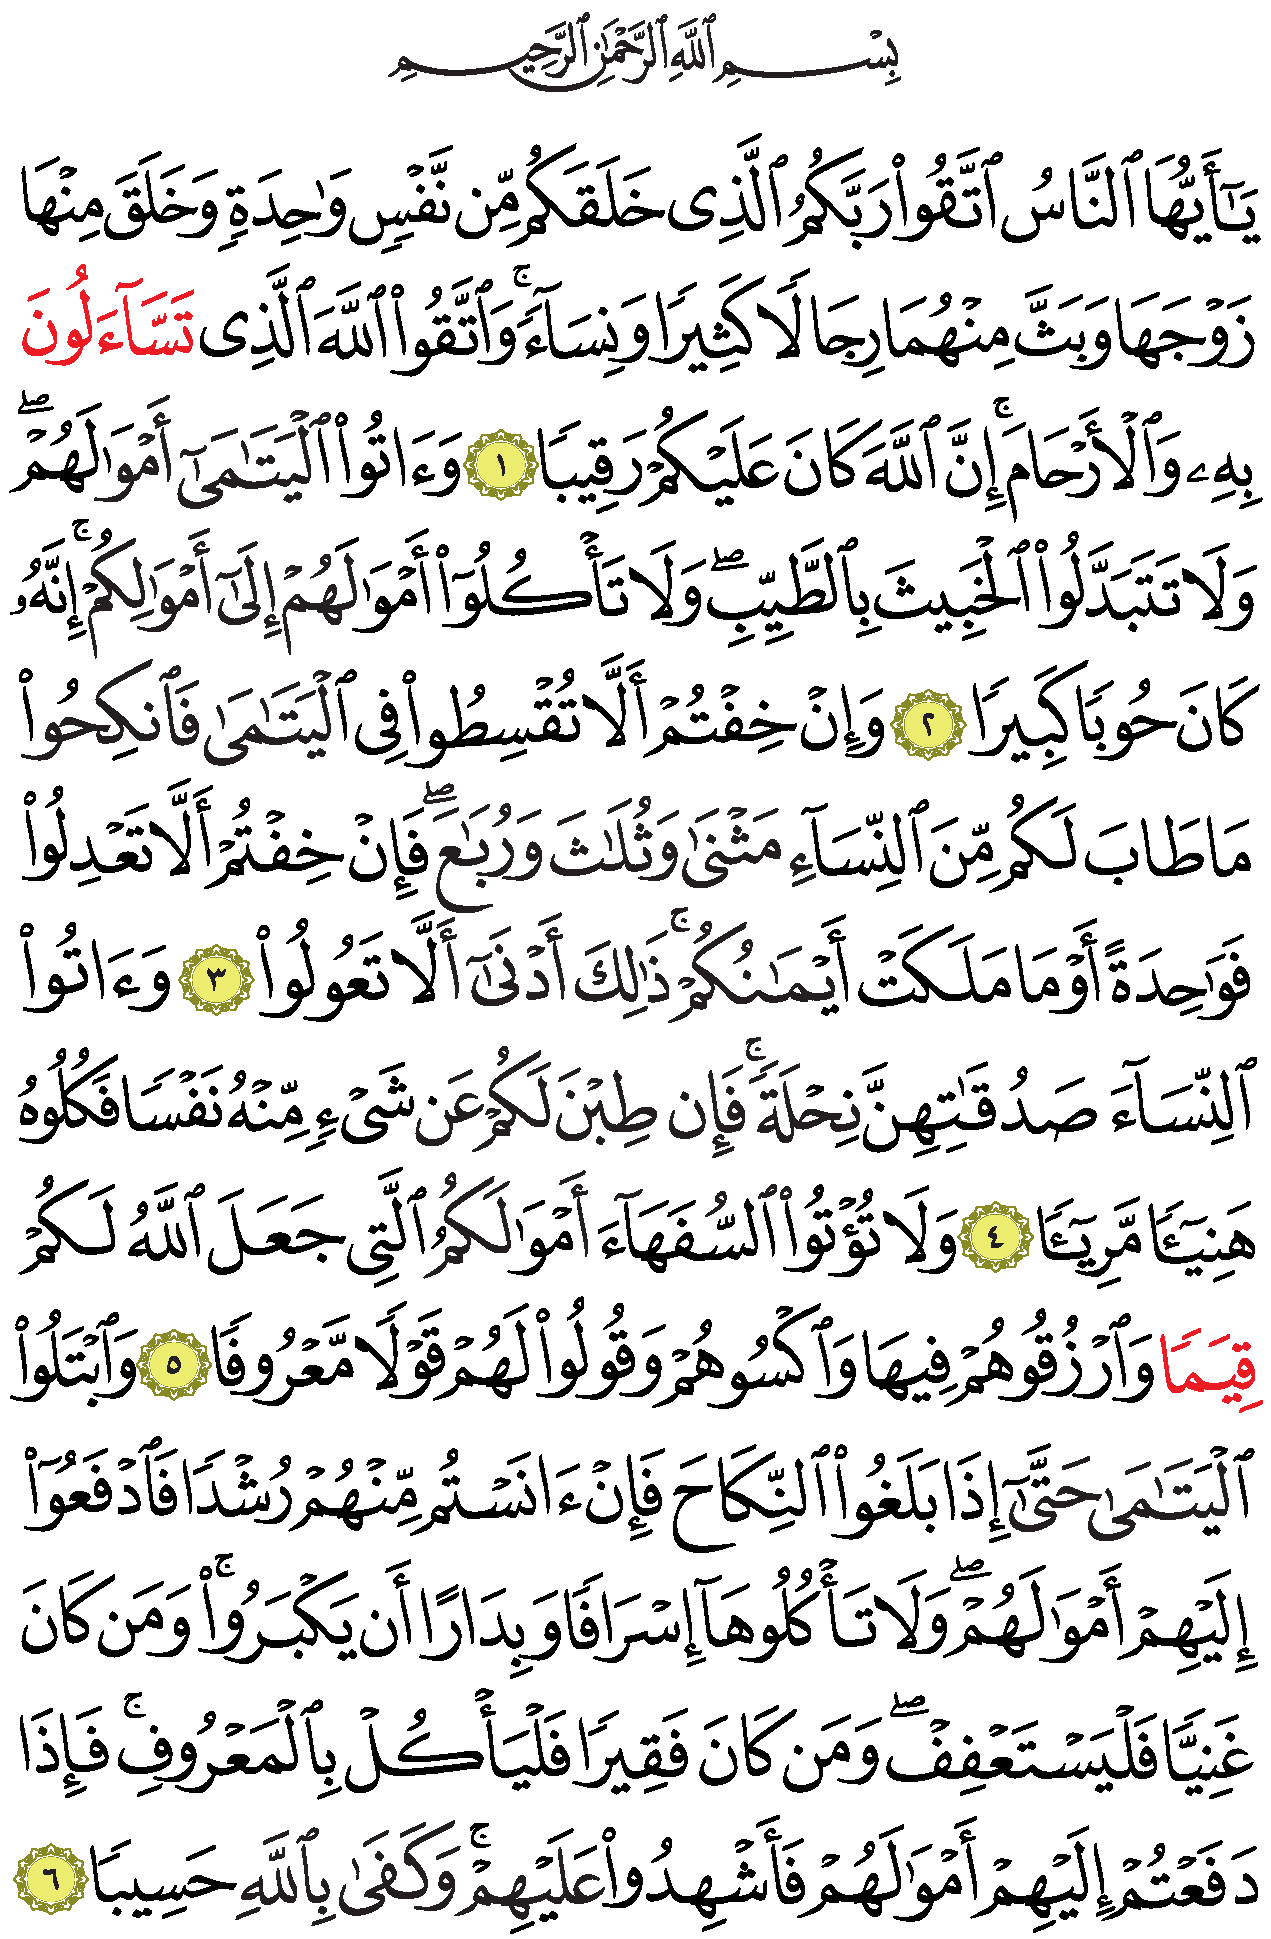 بِسْمِ ٱللَّهِ ٱلرَّحْمَٰنِ ٱلرَّحِيمِ
يَٰٓأَيُّهَا ٱلنَّاسُ ٱتَّقُوا۟ رَبَّكُمُ ٱلَّذِى خَلَقَكُم مِّن نَّفْسٍ وَٰحِدَةٍ وَخَلَقَ مِنْهَا
زَوْجَهَا وَبَثَّ مِنْهُمَا رِجَالًا كَثِيرًا وَنِسَآءً ۚ وَٱتَّقُوا۟ ٱللَّهَ ٱلَّذِى تَسَّآءَلُونَ
بِهِۦ وَٱلْأَرْحَامَ ۚ إِنَّ ٱللَّهَ كَانَ عَلَيْكُمْ رَقِيبًا ١ وَءَاتُوا۟ ٱلْيَتَٰمَىٰٓ أَمْوَٰلَهُمْ ۖ
وَلَا تَتَبَدَّلُوا۟ ٱلْخَبِيثَ بِٱلطَّيِّبِ ۖ وَلَا تَأْكُلُوٓا۟ أَمْوَٰلَهُمْ إِلَىٰٓ أَمْوَٰلِكُمْ ۚ إِنَّهُۥ
كَانَ حُوبًا كَبِيرًا ٢ وَإِنْ خِفْتُمْ أَلَّا تُقْسِطُوا۟ فِى ٱلْيَتَٰمَىٰ فَٱنكِحُوا۟
مَا طَابَ لَكُم مِّنَ ٱلنِّسَآءِ مَثْنَىٰ وَثُلَٰثَ وَرُبَٰعَ ۖ فَإِنْ خِفْتُمْ أَلَّا تَعْدِلُوا۟
فَوَٰحِدَةً أَوْ مَا مَلَكَتْ أَيْمَٰنُكُمْ ۚ ذَٰلِكَ أَدْنَىٰٓ أَلَّا تَعُولُوا۟ ٣ وَءَاتُوا۟
ٱلنِّسَآءَ صَدُقَٰتِهِنَّ نِحْلَةً ۚ فَإِن طِبْنَ لَكُمْ عَن شَىْءٍ مِّنْهُ نَفْسًا فَكُلُوهُ
هَنِيٓـًٔا مَّرِيٓـًٔا ٤ وَلَا تُؤْتُوا۟ ٱلسُّفَهَآءَ أَمْوَٰلَكُمُ ٱلَّتِى جَعَلَ ٱللَّهُ لَكُمْ
قِيَمًا وَٱرْزُقُوهُمْ فِيهَا وَٱكْسُوهُمْ وَقُولُوا۟ لَهُمْ قَوْلًا مَّعْرُوفًا ٥ وَٱبْتَلُوا۟
ٱلْيَتَٰمَىٰ حَتَّىٰٓ إِذَا بَلَغُوا۟ ٱلنِّكَاحَ فَإِنْ ءَانَسْتُم مِّنْهُمْ رُشْدًا فَٱدْفَعُوٓا۟
إِلَيْهِمْ أَمْوَٰلَهُمْ ۖ وَلَا تَأْكُلُوهَآ إِسْرَافًا وَبِدَارًا أَن يَكْبَرُوا۟ ۚ وَمَن كَانَ
غَنِيًّا فَلْيَسْتَعْفِفْ ۖ وَمَن كَانَ فَقِيرًا فَلْيَأْكُلْ بِٱلْمَعْرُوفِ ۚ فَإِذَا
دَفَعْتُمْ إِلَيْهِمْ أَمْوَٰلَهُمْ فَأَشْهِدُوا۟ عَلَيْهِمْ ۚ وَكَفَىٰ بِٱللَّهِ حَسِيبًا ٦